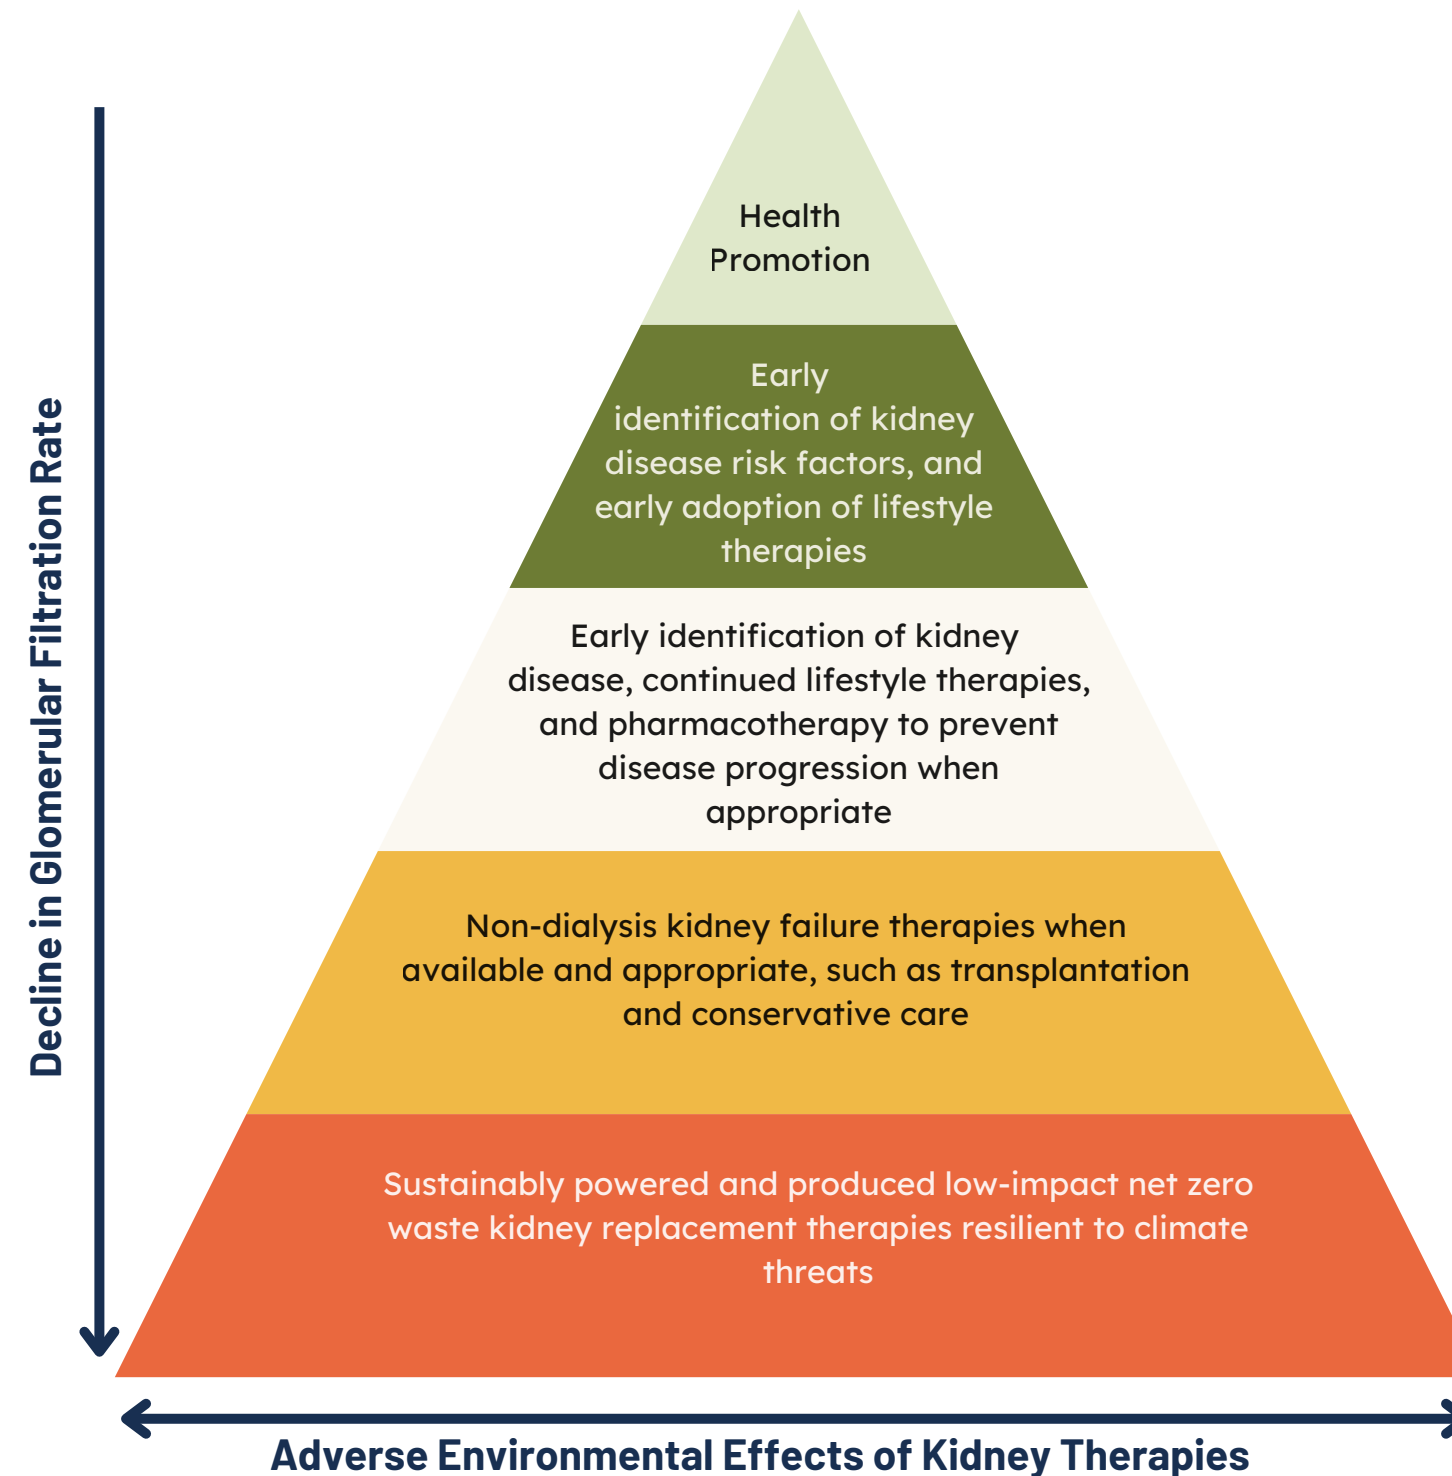 Health
Promotion
Early
identification of kidney
disease risk factors, and
early adoption of lifestyle
therapies
Early identification of kidney
disease, continued lifestyle therapies,
and pharmacotherapy to prevent
disease progression when
appropriate
Non-dialysis kidney failure therapies when
available and appropriate, such as transplantation
and conservative care
Sustainably powered and produced low-impact net zero
waste kidney replacement therapies resilient to climate
threats
Decline in Glomerular Filtration Rate
Adverse Environmental Effects of Kidney Therapies